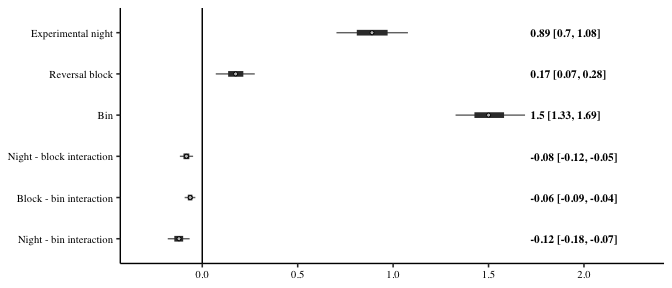 Experimental night 0.89 [0.7, 1.08]
Reversal block 0.17 [0.07, 0.28]
Bin 1.5 [1.33, 1.69]
Night - block interaction -0.08 [-0.12, -0.05]
Block - bin interaction -0.06 [-0.09, -0.04]
Night - bin interaction -0.12 [-0.18, -0.07]
0.0 0.5 1.0 1.5 2.0